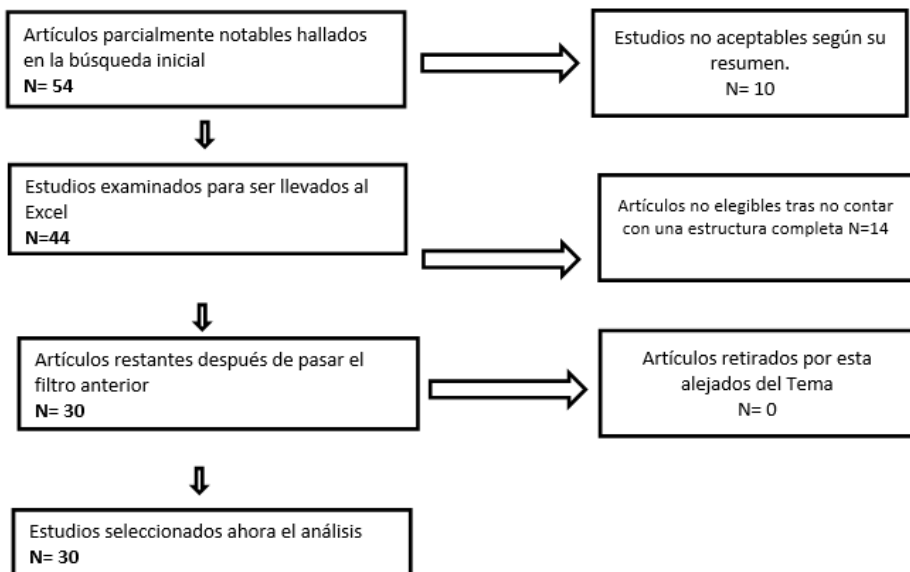 Artículos parcialmente notables hallados
en la búsqueda inicial
N= 54
Estudios no aceptables según su
resumen.
N= 10
Estudios examinados para ser llevados al
Excel
N=44
Artículos no elegibles tras no contar
con una estructura completa N=14
Artículos restantes después de pasar el
filtro anterior
N= 30
Artículos retirados por esta
alejados del Tema
N= 0
Estudios seleccionados ahora el análisis
N= 30